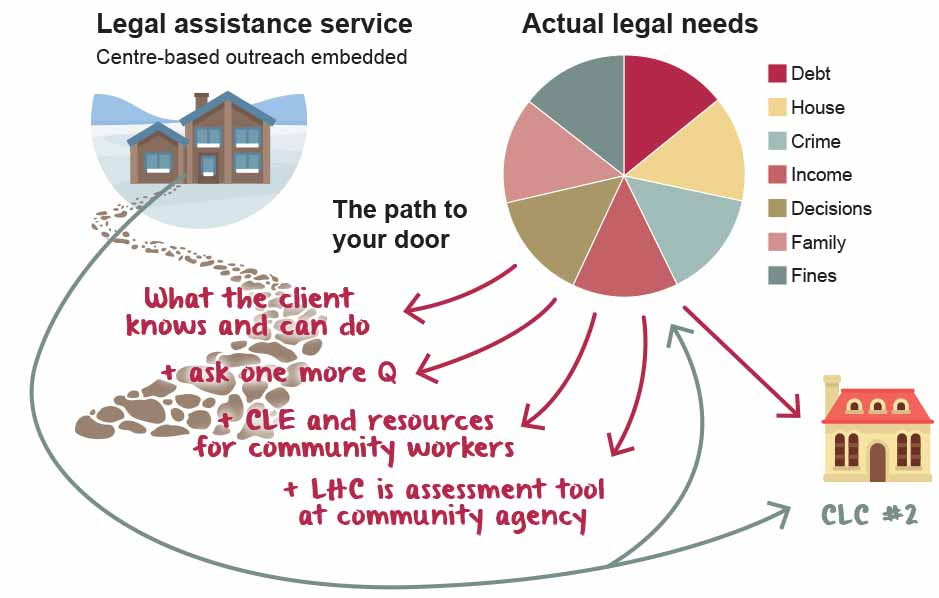 Legal assistance service
Centre-based outreach embedded
Actual legal needs
Debt
House
Crime
Income
Decisions
Family
Fines
The path to
your door
What the client
knows and can do
+ ask one more Q
+ CLE and resources
for community workers
+ LHC is assessment tool
at community agency
CLC #2